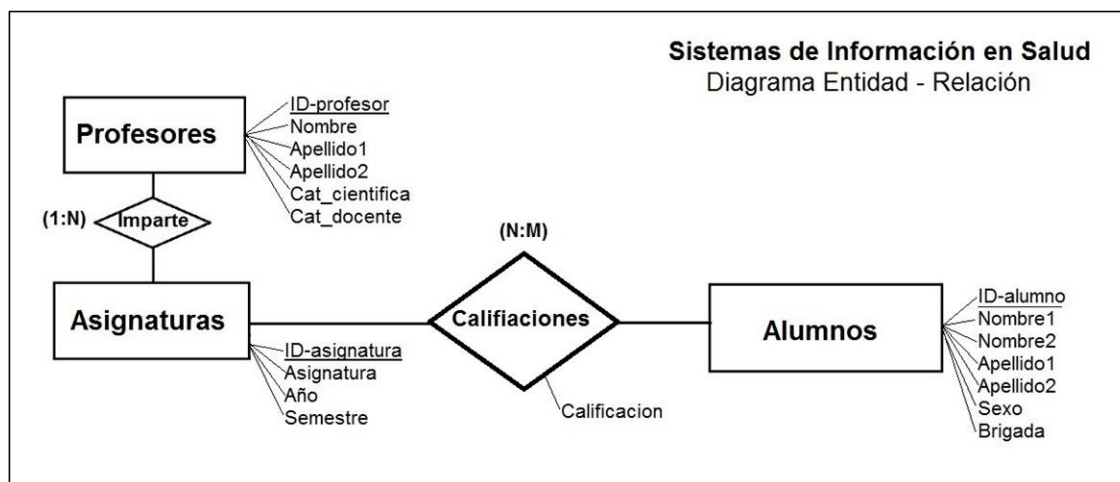 Sistemas de Información en Salud
Diagrama Entidad - Relación
Profesores
ID-profesor
Nombre
Apellido1
Apellido2
Cat_cientifica
Cat_docente
(1:N)
Imparte
Asignaturas
ID-asignatura
Asignatura
Año
Semestre
(N:M)
Califiaciones
Calificacion
Alumnos
ID-alumno
Nombre1
Nombre2
Apellido1
Apellido2
Sexo
Brigada